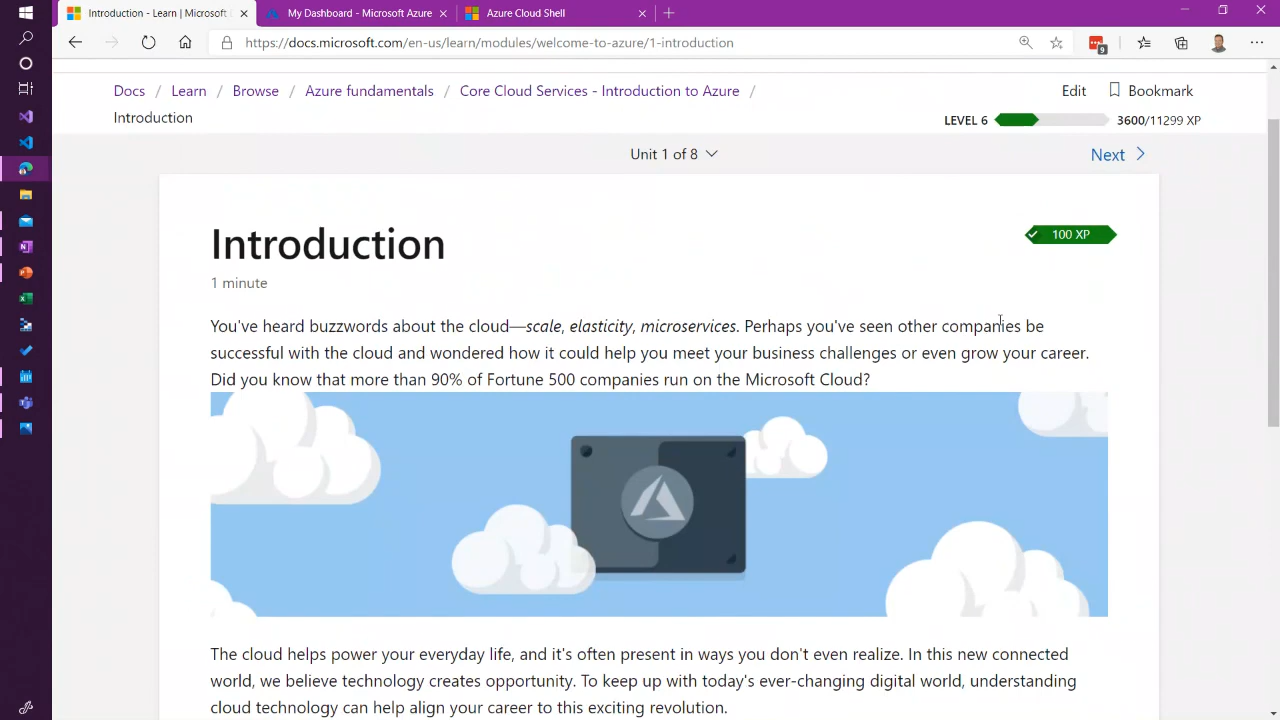 Introduction - Learn | Microsoft
My Dashboard - Microsoft Azure
Azure Cloud Shell
https://docs.microsoft.com/en-us/learn/modules/welcome-to-azure/1-introduction
9
Docs / Learn / Browse / Azure fundamentals / Core Cloud Services - Introduction to Azure /
Edit Bookmark
Introduction
LEVEL 6 3600/11299 XP
Unit 1 of 8
Next
Introduction
100 XP
1 minute
You've heard buzzwords about the cloud—scale, elasticity, microservices. Perhaps you've seen other companies be
successful with the cloud and wondered how it could help you meet your business challenges or even grow your career.
Did you know that more than 90% of Fortune 500 companies run on the Microsoft Cloud?
The cloud helps power your everyday life, and it's often present in ways you don't even realize. In this new connected
world, we believe technology creates opportunity. To keep up with today's ever-changing digital world, understanding
cloud technology can help align your career to this exciting revolution.